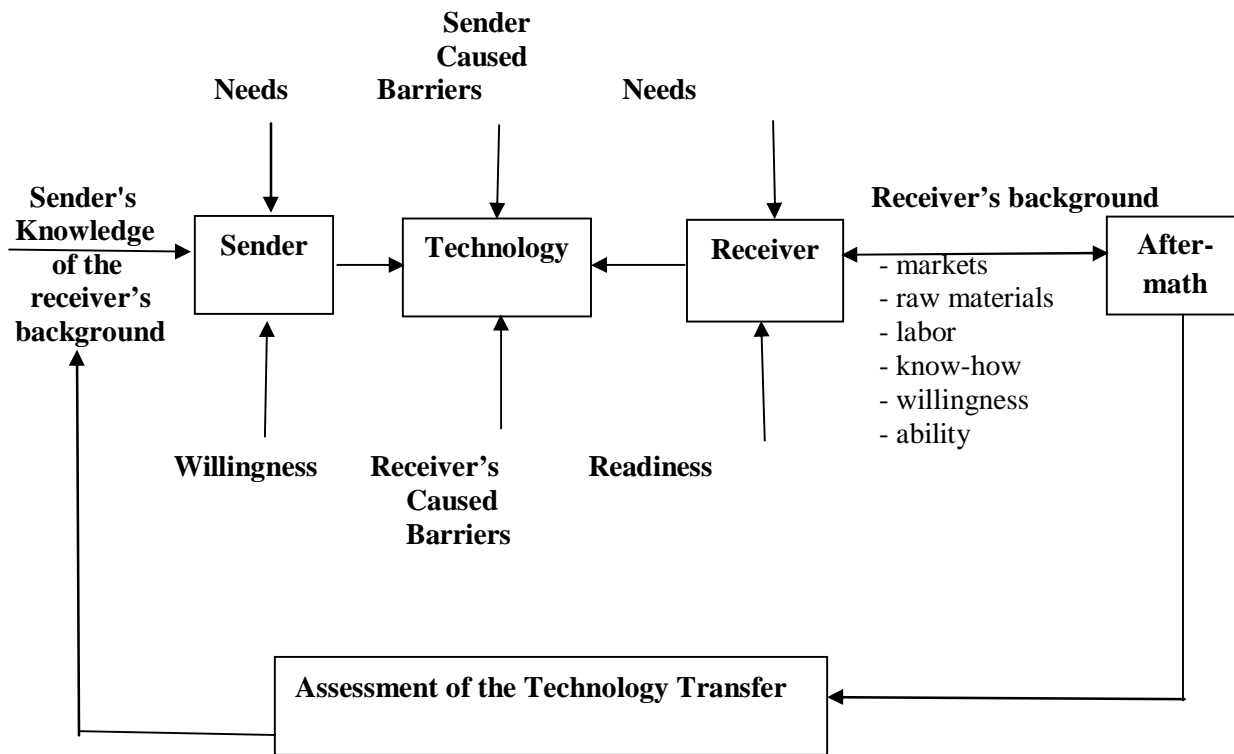 Sender
Caused
Needs Barriers Needs
Sender's
Knowledge
of the
receiver’s
background
Sender
Technology
Receiver
Receiver’s background
- markets
- raw materials
- labor
- know-how
- willingness
- ability
After-
math
Willingness Receiver’s Readiness
Caused
Barriers
Assessment of the Technology Transfer